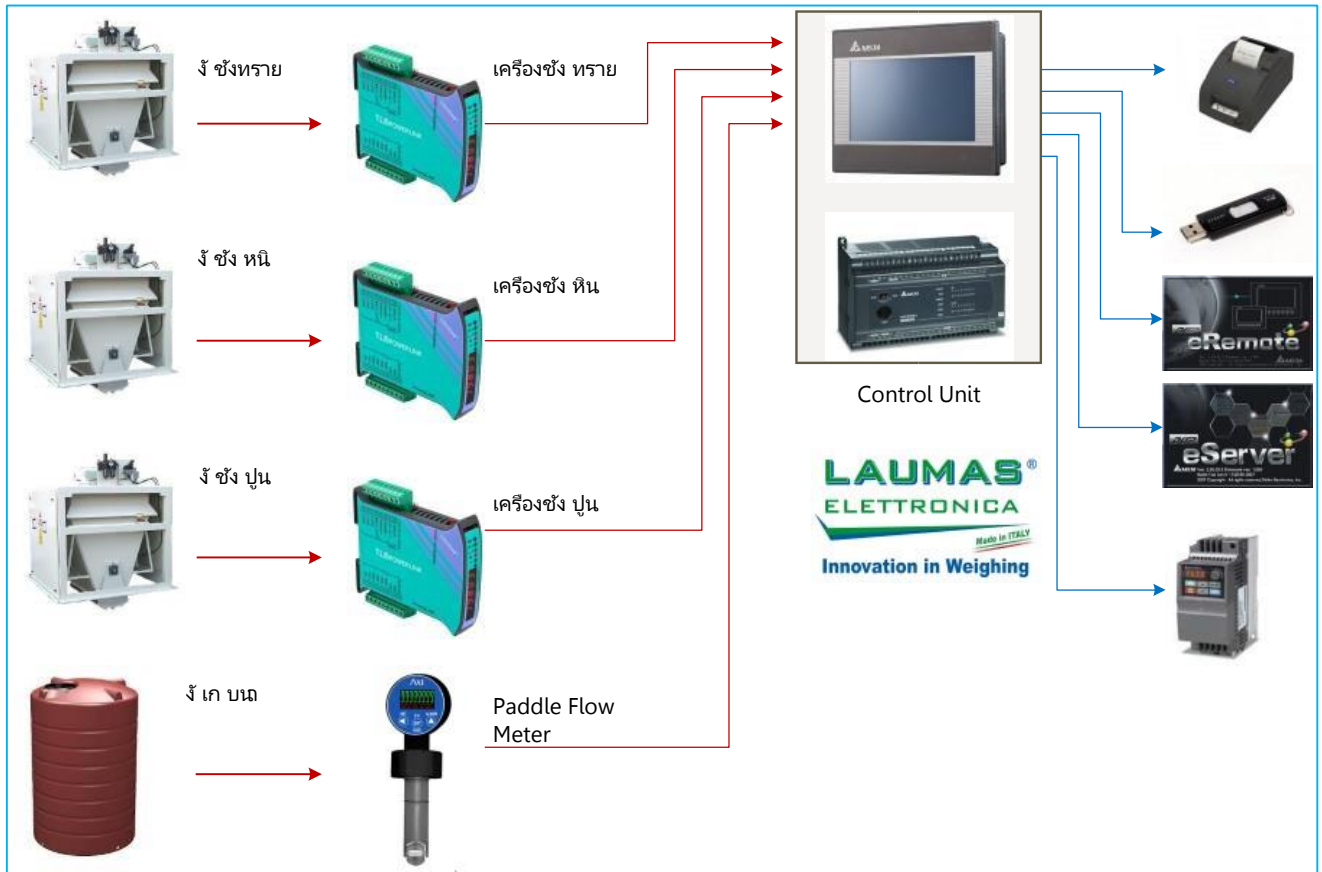 งั ชังทราย
เครืองชัง ทราย
งั ชัง หนิ
เครืองชัง หิน
Control Unit
งั ชัง ปูน
เครืองชัง ปูน
LAUMAS®
ELETTRONICA
Made in ITALY
Innovation in Weighing
งั เก บนถ
Paddle Flow
Meter
eRemote
eServer
TLBPOWERLINK
TLBPOWERLINK
TLBPOWERLINK